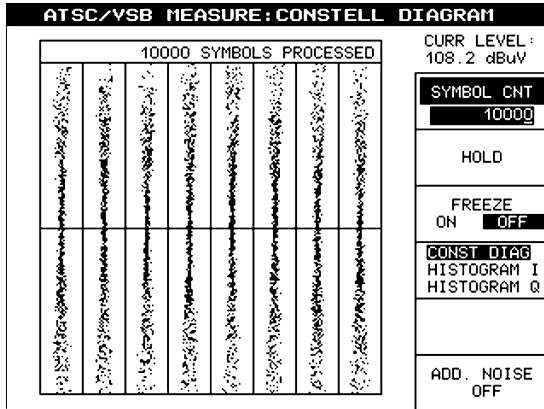 ATSC/VSB MEASURE:CONSTELL DIAGRAM
10000 SYMBOLS PROCESSED
CURR LEVEL:
108.2 dBuV
SYMBOL CNT
10000
HOLD
FREEZE
ON OFF
CONST DIAG
HISTOGRAM I
HISTOGRAM Q
ADD. NOISE
OFF